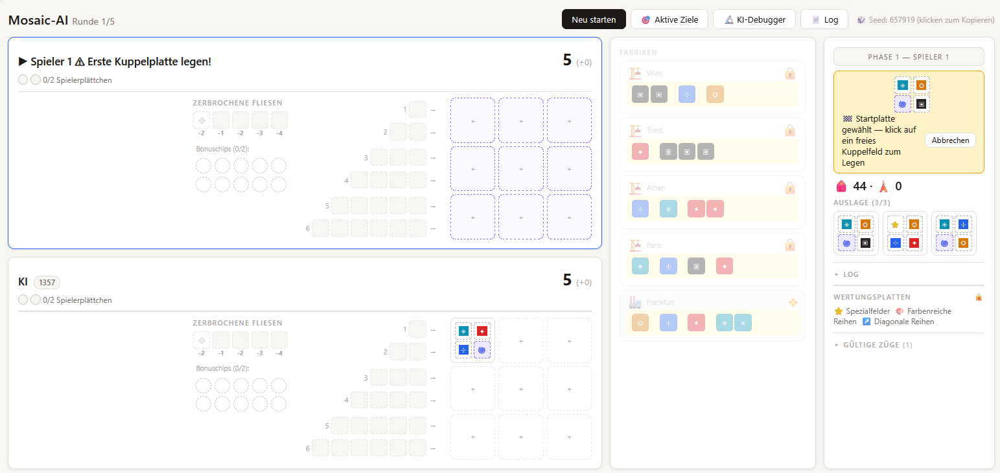 Mosaic-AI Runde 1/5
Neu starten
Aktive Ziele
KI-Debugger
Log
Seed: 657919 (klicken zum Kopieren)
▶ Spieler 1 ⚠ Erste Kuppelplatte legen!
5 (+0)
0/2 Spielerplättchen
ZERBROCHENE FLIESEN
-2 -1 -2 -3 -4
Bonuschips (0/2):
1 →
2 →
3 →
4 →
5 →
6 →
+ + +
+ + +
+ + +
KI 1357
5 (+0)
0/2 Spielerplättchen
ZERBROCHENE FLIESEN
-2 -1 -2 -3 -4
Bonuschips (0/2):
1 →
2 →
3 →
4 →
5 →
6 →
+ +
+ + +
+ + +
FABRIKEN
Wien
Triest
Athen
Paris
Frankfurt
PHASE 1 — SPIELER 1
Startplatte
gewählt — klick auf
ein freies
Kuppelfeld zum
Legen
Abbrechen
44 · 0
AUSLAGE (3/3)
▸ LOG
WERTUNGSPLATTEN
Spezialfelder Farbenreiche
Reihen Diagonale Reihen
▸ GÜLTIGE ZÜGE (1)